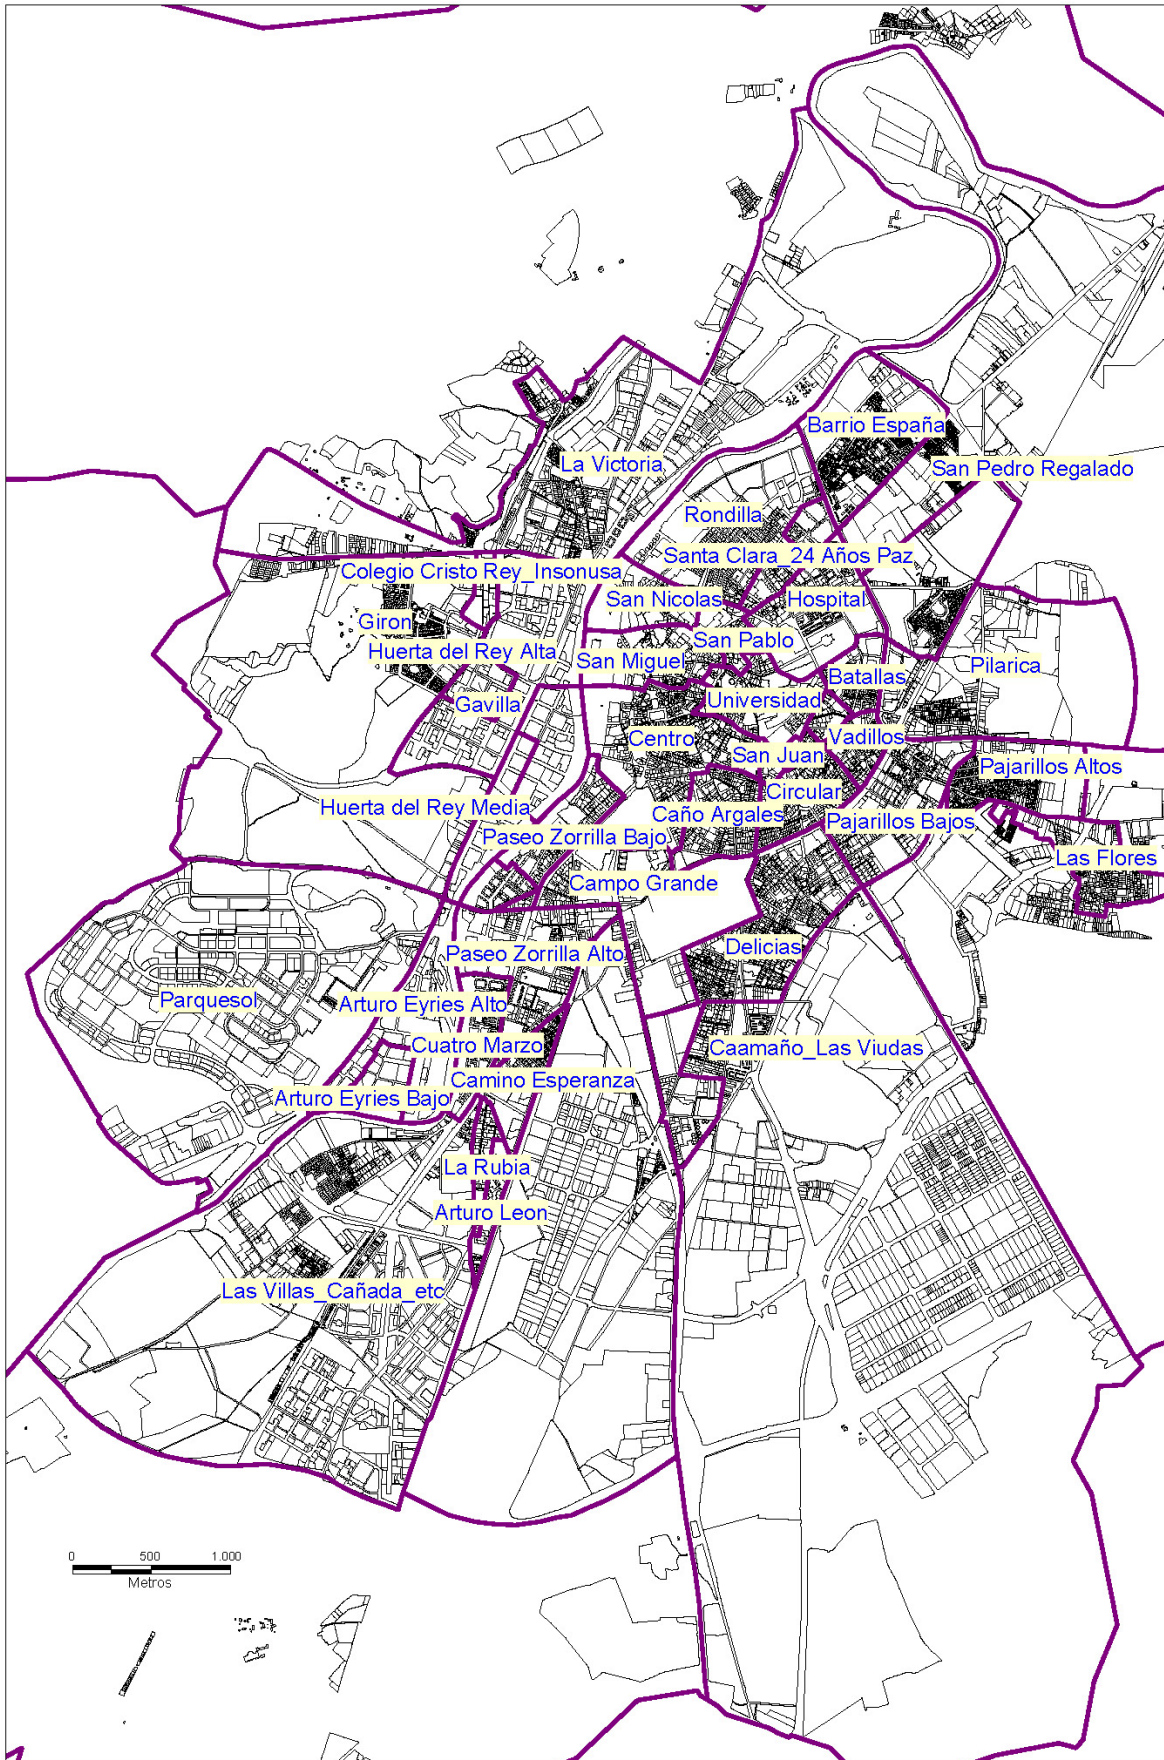 Barrio España
La Victoria
San Pedro Regalado
Rondilla
Santa Clara_24 Años Paz
Colegio Cristo Rey_Insonusa
San Nicolas
Hospital
Giron
San Pablo
Huerta del Rey Alta
San Miguel
Pilarica
Batallas
Gavilla
Universidad
Centro
Vadillos
San Juan
Pajarillos Altos
Circular
Huerta del Rey Media
Caño Argales
Pajarillos Bajos
Paseo Zorrilla Bajo
Las Flores
Campo Grande
Delicias
Paseo Zorrilla Alto
Parquesol
Arturo Eyries Alto
Cuatro Marzo
Caamaño_Las Viudas
Camino Esperanza
Arturo Eyries Bajo
La Rubia
Arturo Leon
Las Villas_Cañada_etc
0 500 1.000
Metros